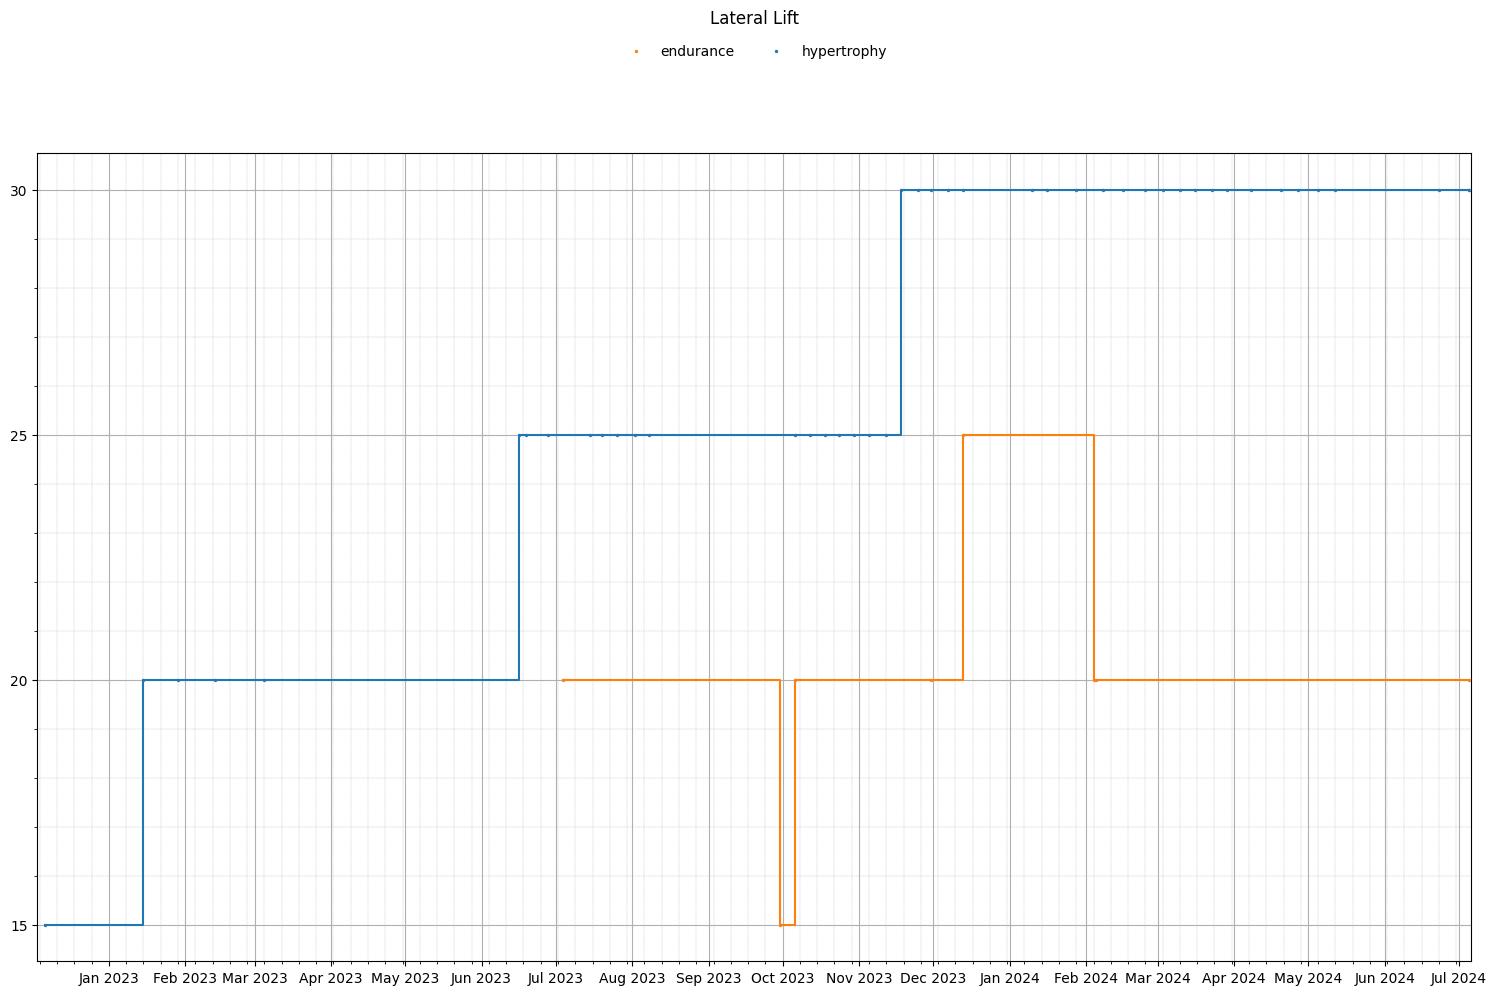 Lateral Lift
endurance hypertrophy
30
25
20
15
Jan 2023 Feb 2023 Mar 2023 Apr 2023 May 2023 Jun 2023 Jul 2023 Aug 2023 Sep 2023 Oct 2023 Nov 2023 Dec 2023 Jan 2024 Feb 2024 Mar 2024 Apr 2024 May 2024 Jun 2024 Jul 2024